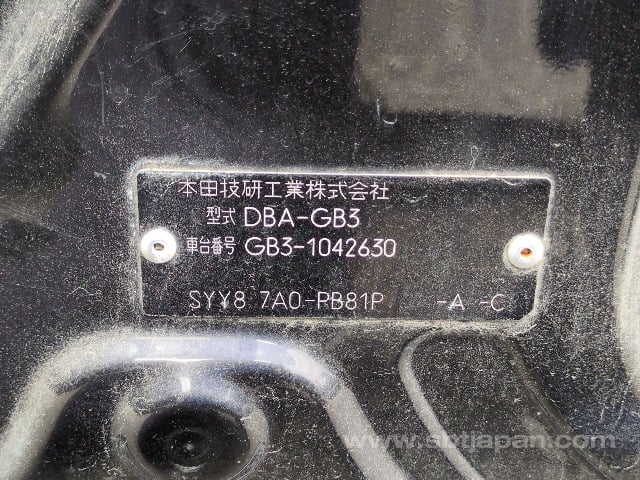 本田技研工業株式会社
型式 DBA-GB3
車台番号 GB3-1042630
SYY8 7A0-PB81P -A -C
www.sbtjapan.com